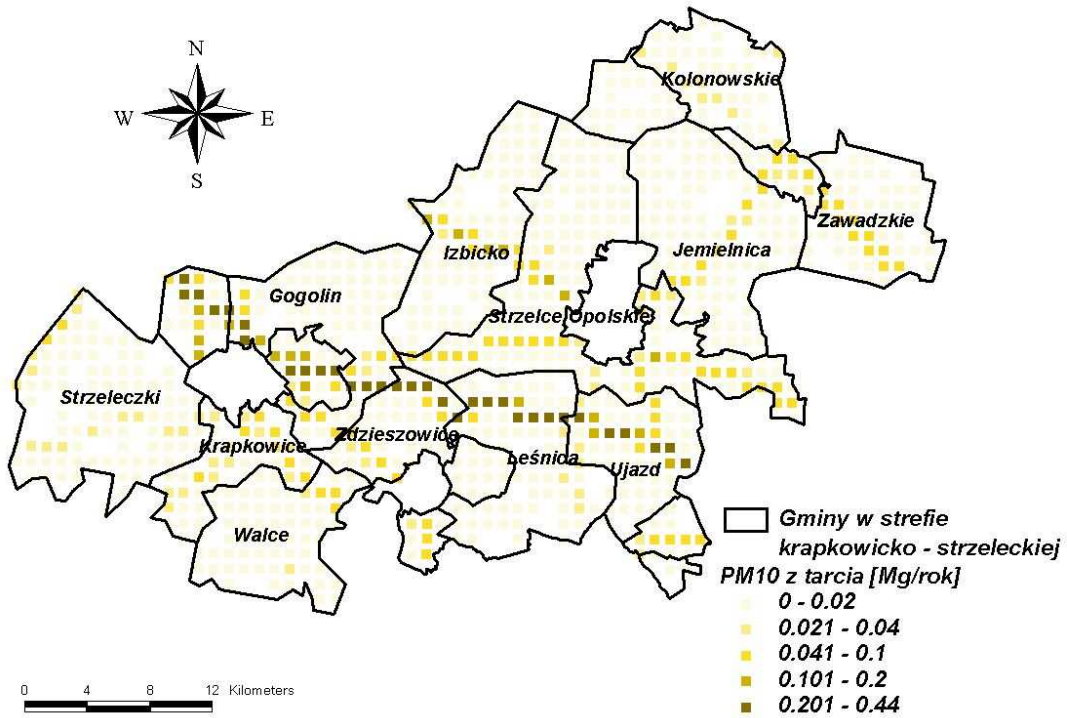 N
W
E
S
Kolonowskie
Zawadzkie
Jemielnica
Izbicko
Gogolin
Strzelce Opolskie
Strzeleczki
Krapkowice
Zdzieszowice
Leśnica
Ujazd
Walce
Gminy w strefie
krapkowicko - strzeleckiej
PM10 z tarcia [Mg/rok]
0 - 0.02
0.021 - 0.04
0.041 - 0.1
0.101 - 0.2
0.201 - 0.44
0 4 8 12 Kilometers